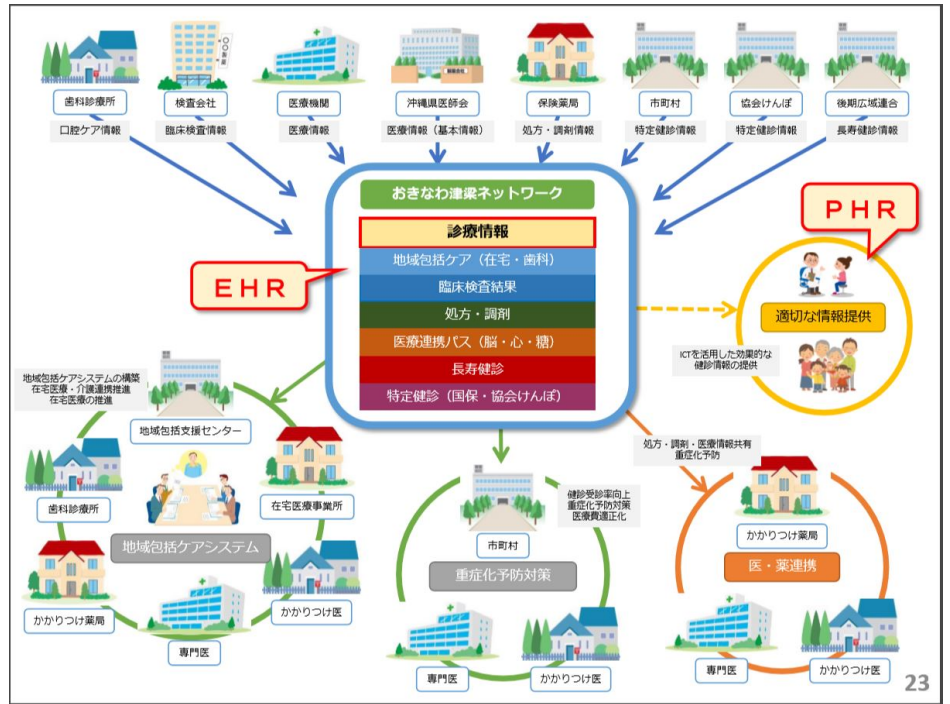 歯科診療所
検査会社
医療機関
沖縄県医師会
保険薬局
市町村
協会けんぽ
後期広域連合
口腔ケア情報
臨床検査情報
医療情報
医療情報（基本情報）
処方・調剤情報
特定健診情報
特定健診情報
長寿健診情報
おきなわ津梁ネットワーク
診療情報
地域包括ケア（在宅・歯科）
臨床検査結果
処方・調剤
医療連携パス（脳・心・糖）
長寿健診
特定健診（国保・協会けんぽ）
EHR
PHR
適切な情報提供
ICTを活用した効果的な
健診情報の提供
地域包括ケアシステムの構築
在宅医療・介護連携推進
在宅医療の推進
地域包括支援センター
歯科診療所
在宅医療事業所
地域包括ケアシステム
かかりつけ薬局
かかりつけ医
専門医
健診受診率向上
重症化予防対策
医療費適正化
市町村
重症化予防対策
専門医
かかりつけ医
処方・調剤・医療情報共有
重症化予防
かかりつけ薬局
医・薬連携
専門医
かかりつけ医
23